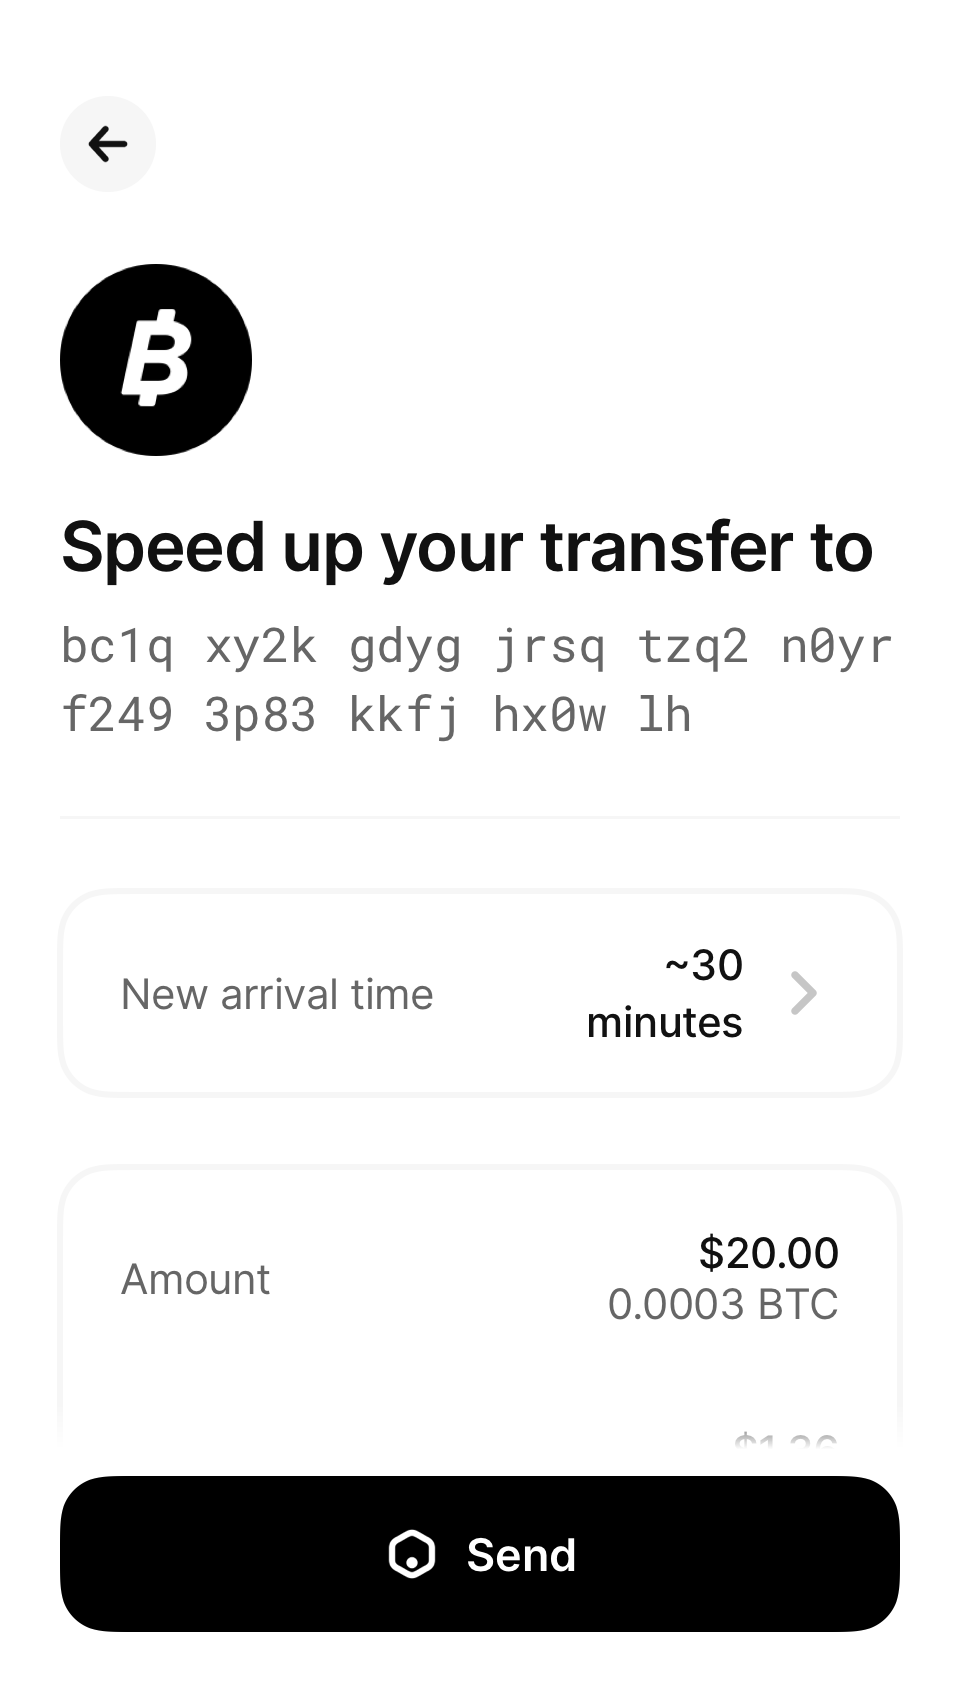 Speed up your transfer to
bc1q xy2k gdyg jrsq tzq2 n0yr
f249 3p83 kkfj hx0w lh
New arrival time
~30
minutes
Amount
$20.00
0.0003 BTC
Send